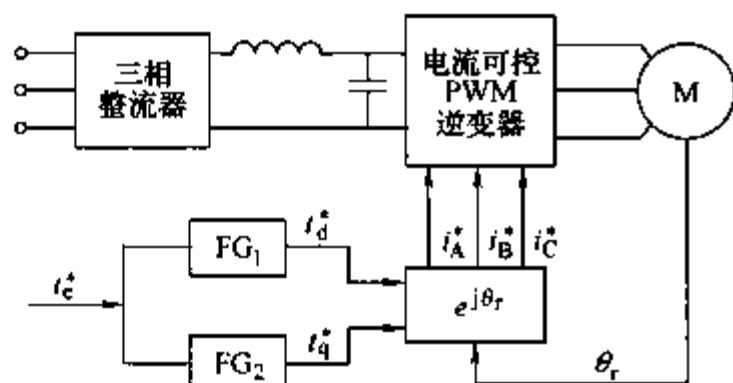 三相
整流器
电流可控
PWM
逆变器
M
i*A i*B i*C
FG1
i*d
t*e
e^jθr
FG2
t*q
θr